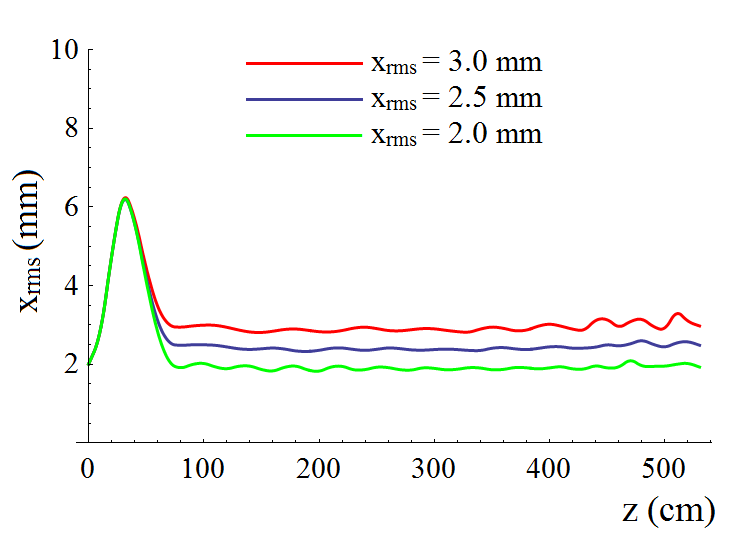 10
x_rms = 3.0 mm
x_rms = 2.5 mm
8
x_rms = 2.0 mm
6
x_rms (mm)
4
2
0 100 200 300 400 500
z (cm)